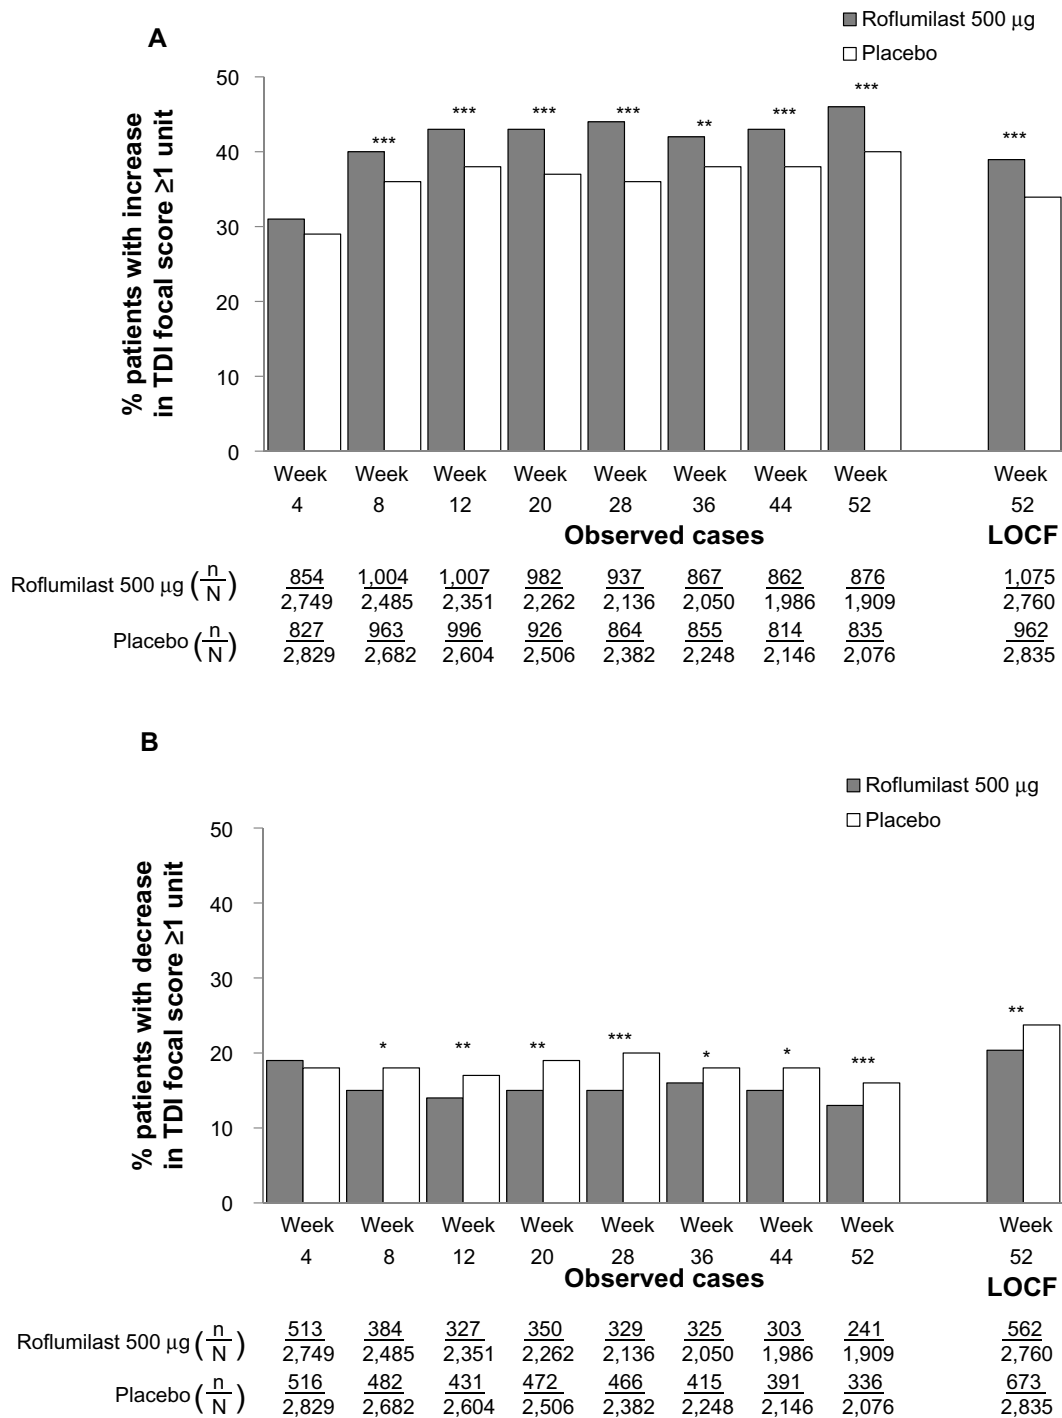 A
Roflumilast 500 μg
Placebo
% patients with increase
in TDI focal score ≥1 unit
50
40
30
20
10
0
*** *** *** *** ** *** *** ***
Week Week Week Week Week Week Week Week Week
4 8 12 20 28 36 44 52 52
Observed cases LOCF
Roflumilast 500 μg (n/N) 854/2,749 1,004/2,485 1,007/2,351 982/2,262 937/2,136 867/2,050 862/1,986 876/1,909 1,075/2,760
Placebo (n/N) 827/2,829 963/2,682 996/2,604 926/2,506 864/2,382 855/2,248 814/2,146 835/2,076 962/2,835
B
Roflumilast 500 μg
Placebo
% patients with decrease
in TDI focal score ≥1 unit
50
40
30
20
10
0
* ** ** *** * * *** **
Week Week Week Week Week Week Week Week Week
4 8 12 20 28 36 44 52 52
Observed cases LOCF
Roflumilast 500 μg (n/N) 513/2,749 384/2,485 327/2,351 350/2,262 329/2,136 325/2,050 303/1,986 241/1,909 562/2,760
Placebo (n/N) 516/2,829 482/2,682 431/2,604 472/2,506 466/2,382 415/2,248 391/2,146 336/2,076 673/2,835